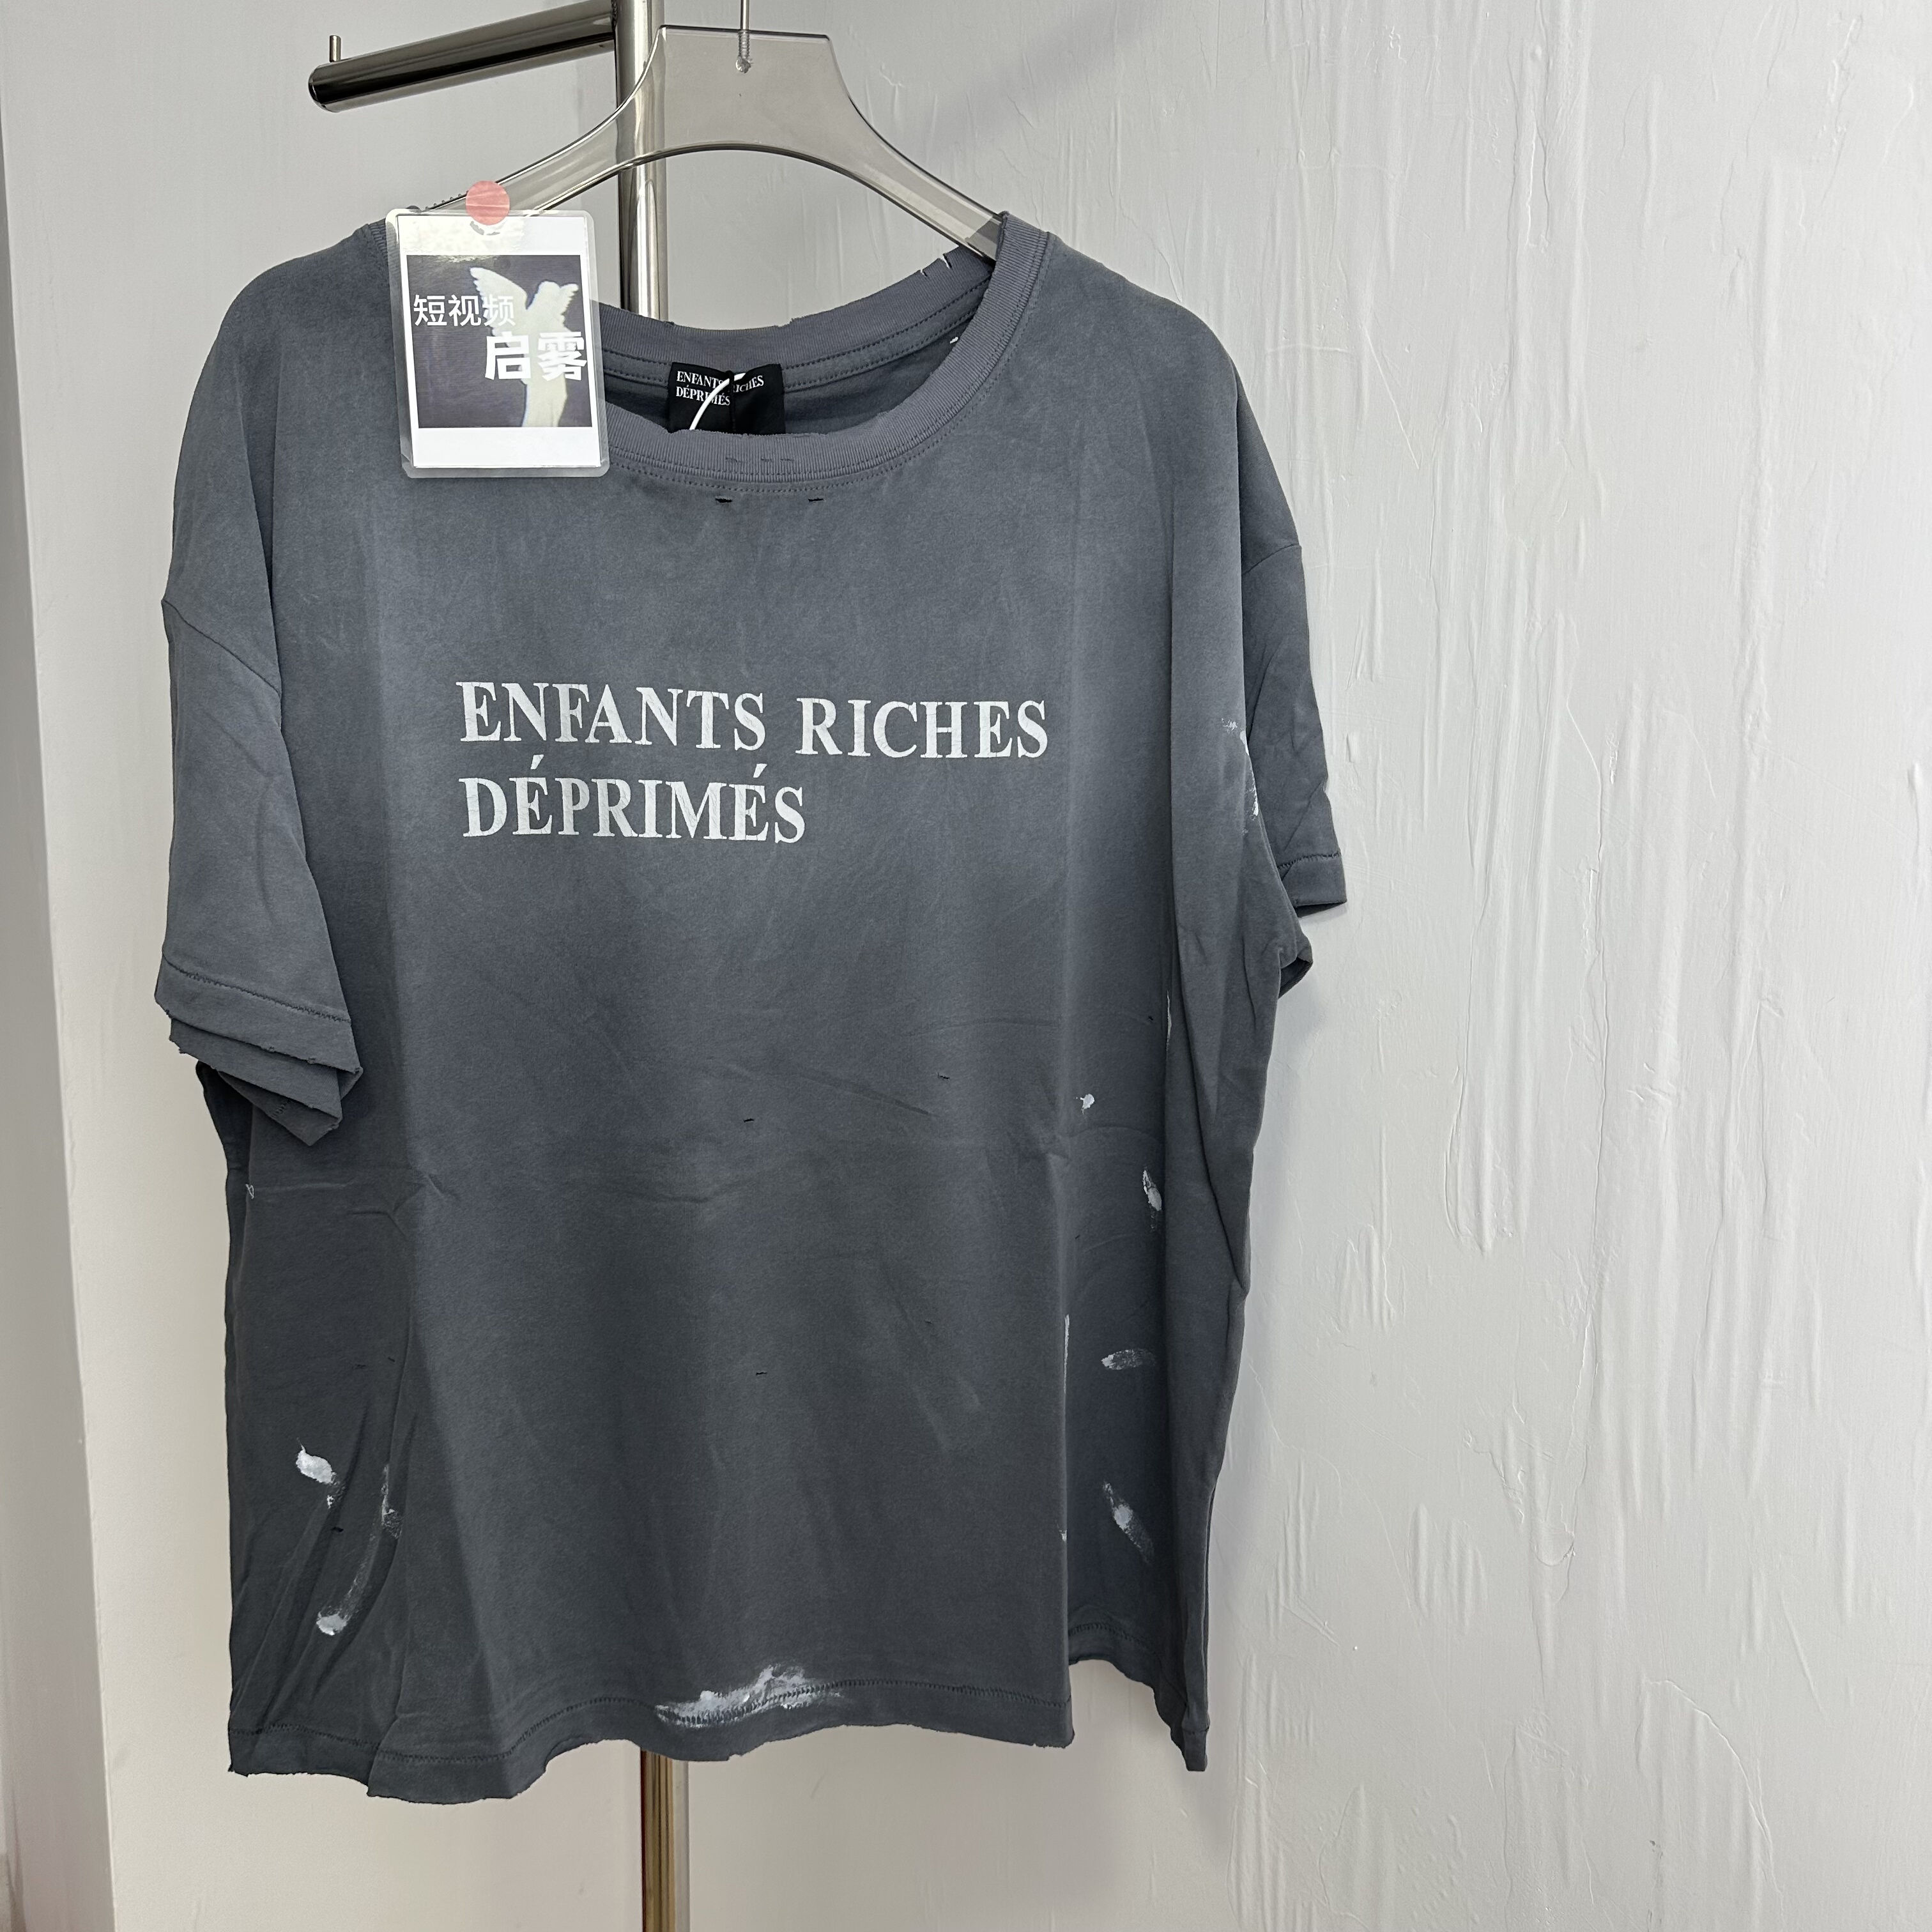 短视频
启雾
ENFANTS RICHES
DÉPRIMÉS
ENFANTS RICHES
DÉPRIMÉS